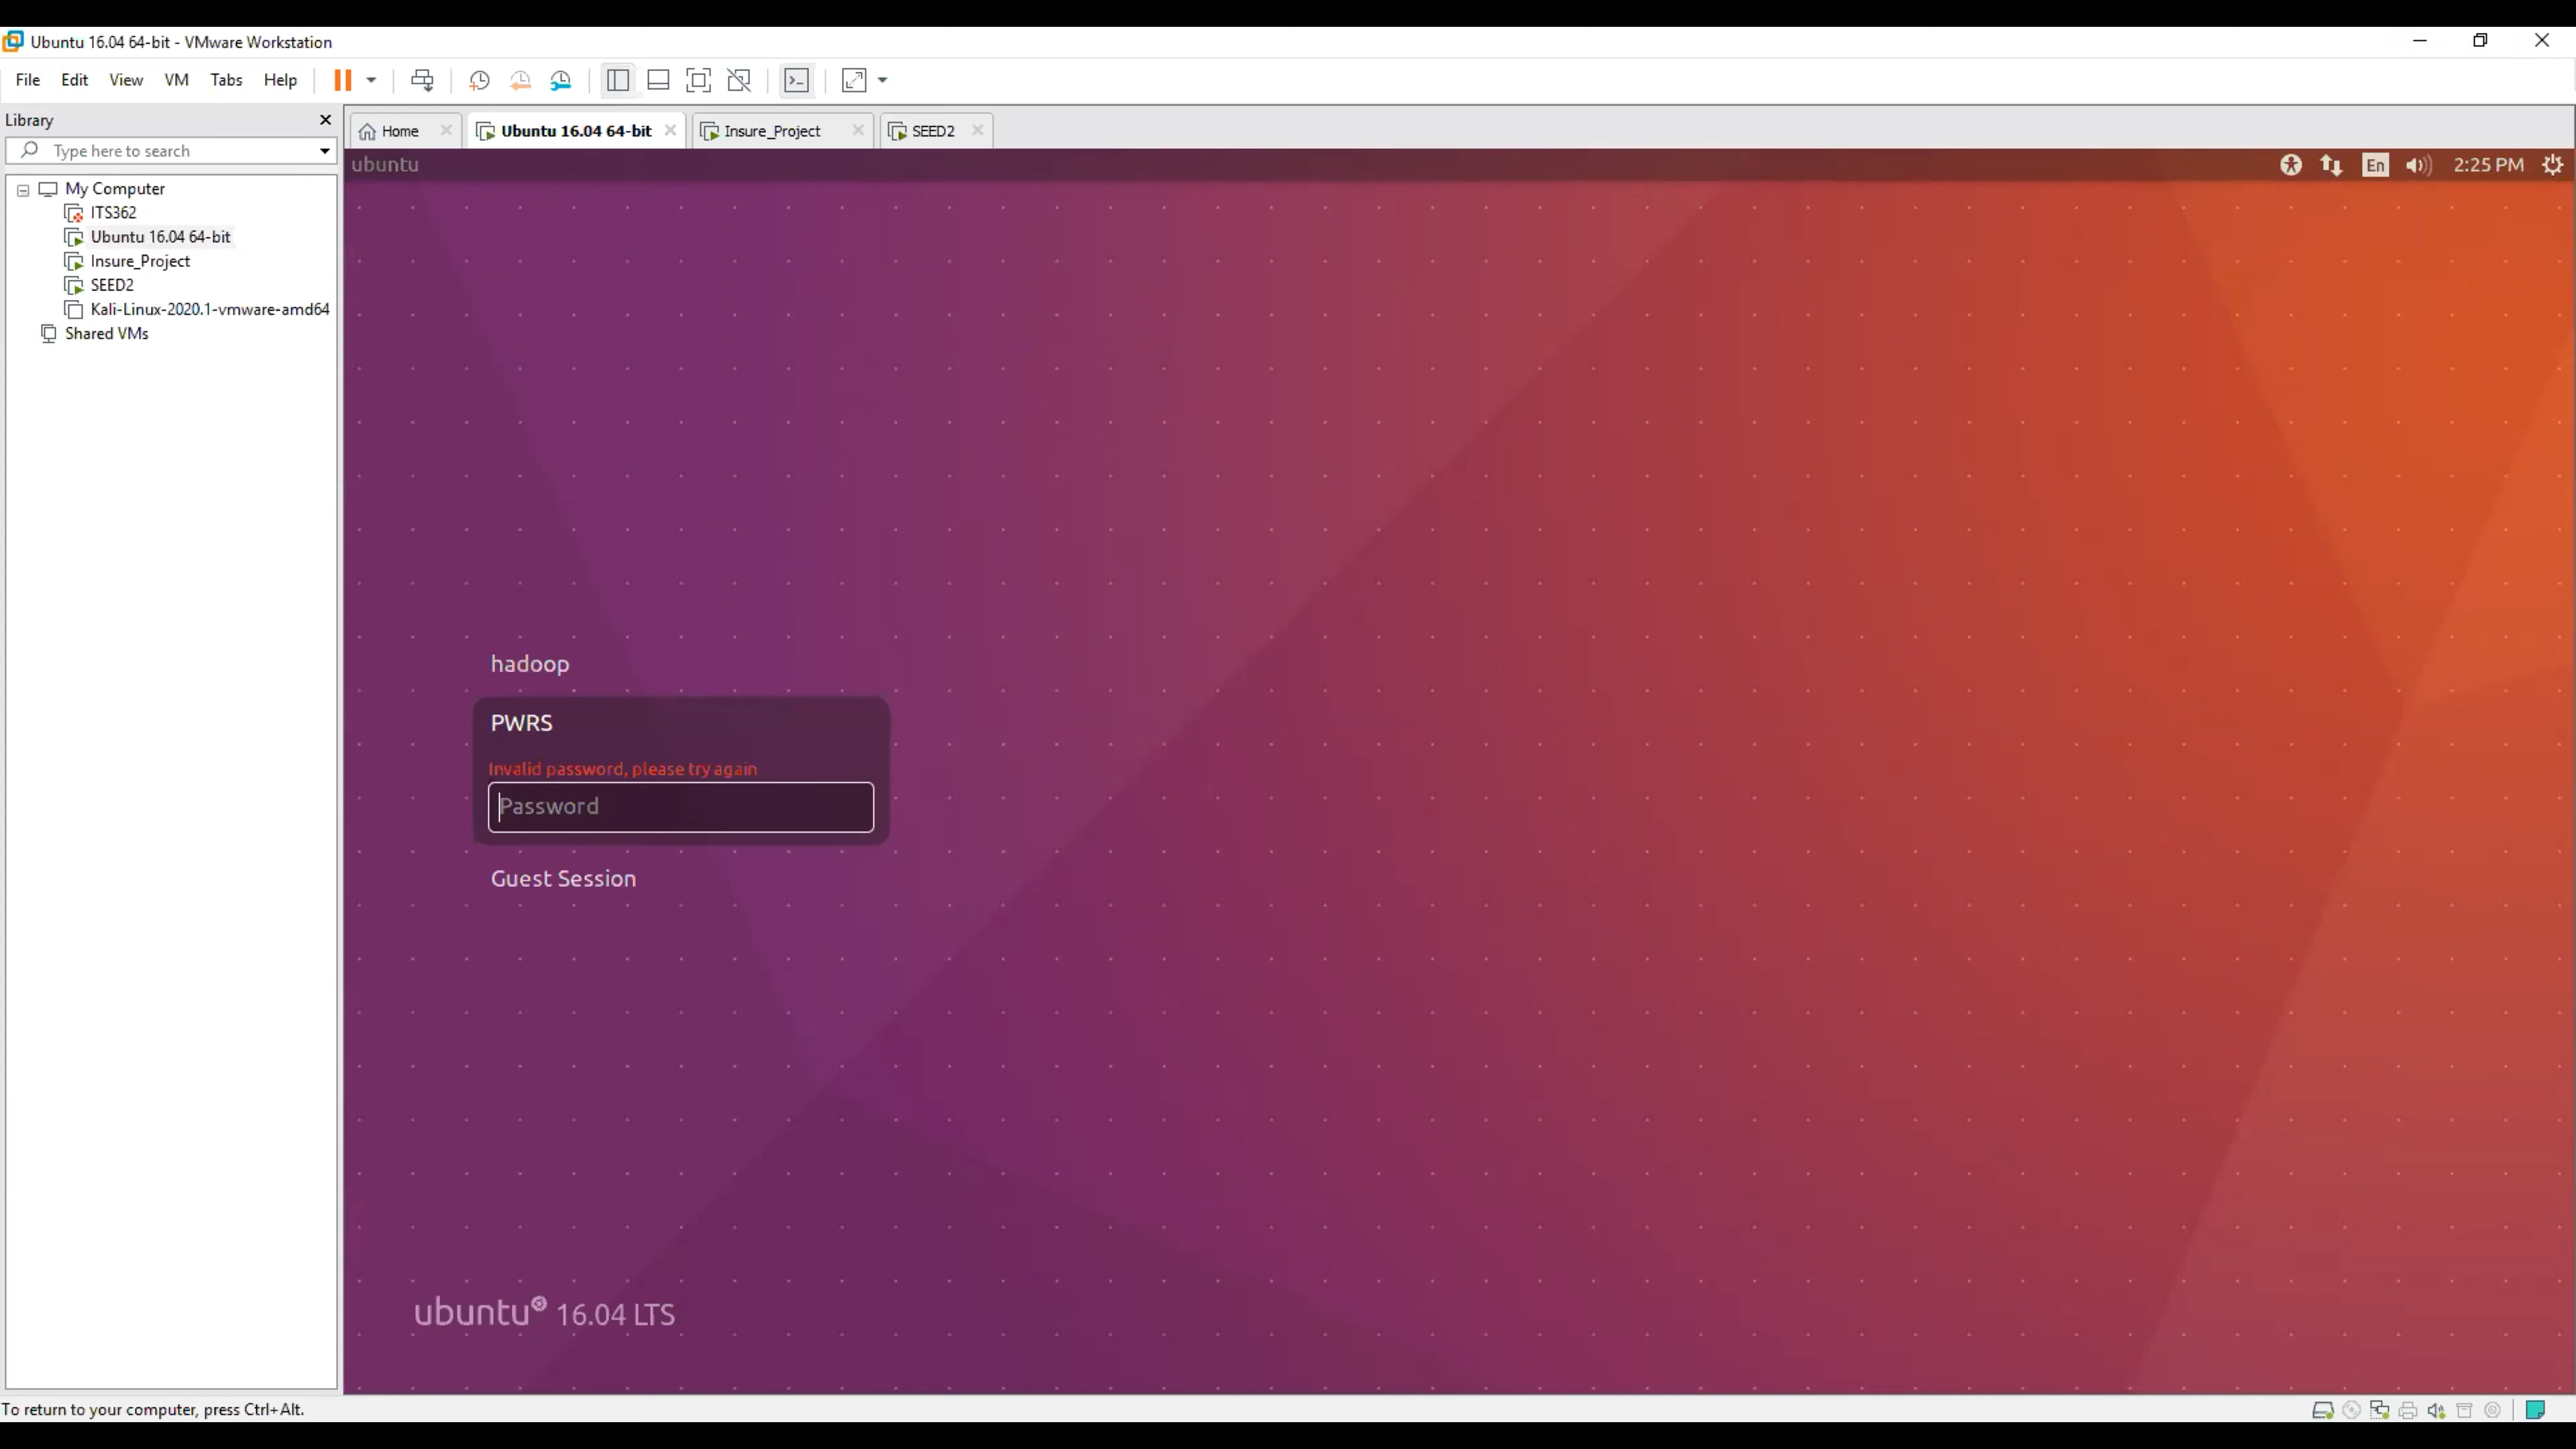 Ubuntu 16.04 64-bit - VMware Workstation
File Edit View VM Tabs Help
Library
Type here to search
My Computer
ITS362
Ubuntu 16.04 64-bit
Insure_Project
SEED2
Kali-Linux-2020.1-vmware-amd64
Shared VMs
Home Ubuntu 16.04 64-bit Insure_Project SEED2
ubuntu En 2:25 PM
hadoop
PWRS
Invalid password, please try again
Password
Guest Session
ubuntu 16.04 LTS
To return to your computer, press Ctrl+Alt.